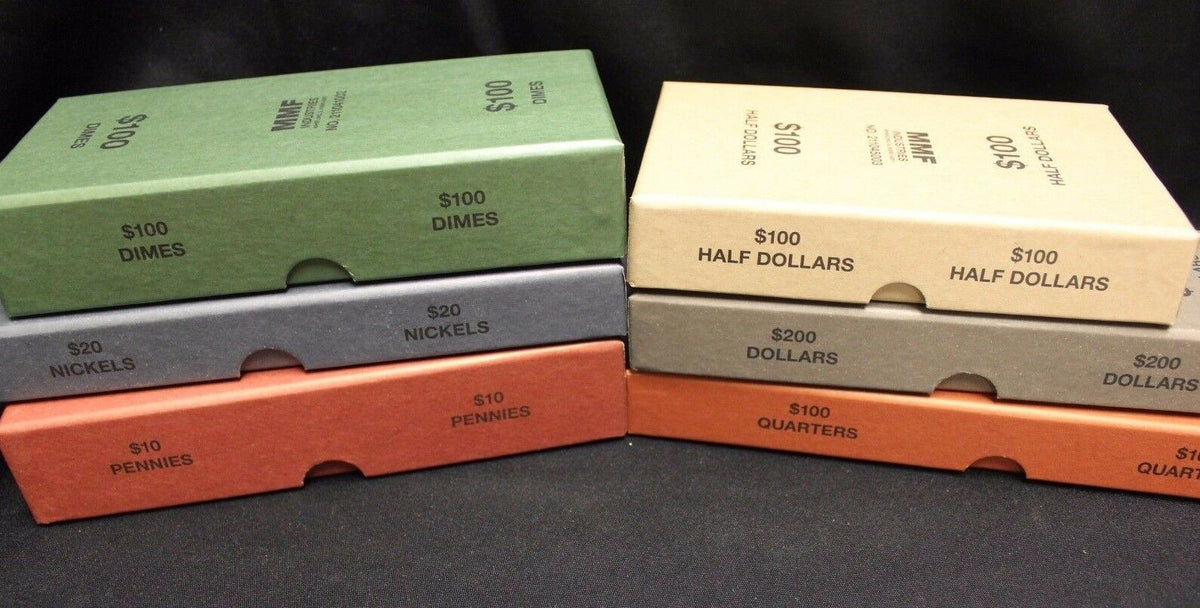 $100
DIMES
MMF
INDUSTRIES
NO. 211041002
$100
DIMES
$100
DIMES
$100
DIMES
$20
NICKELS
$20
NICKELS
$10
PENNIES
$10
PENNIES
$100
HALF DOLLARS
MMF
INDUSTRIES
$100
HALF DOLLARS
$100
HALF DOLLARS
$100
HALF DOLLARS
$200
DOLLARS
$200
DOLLARS
$100
QUARTERS